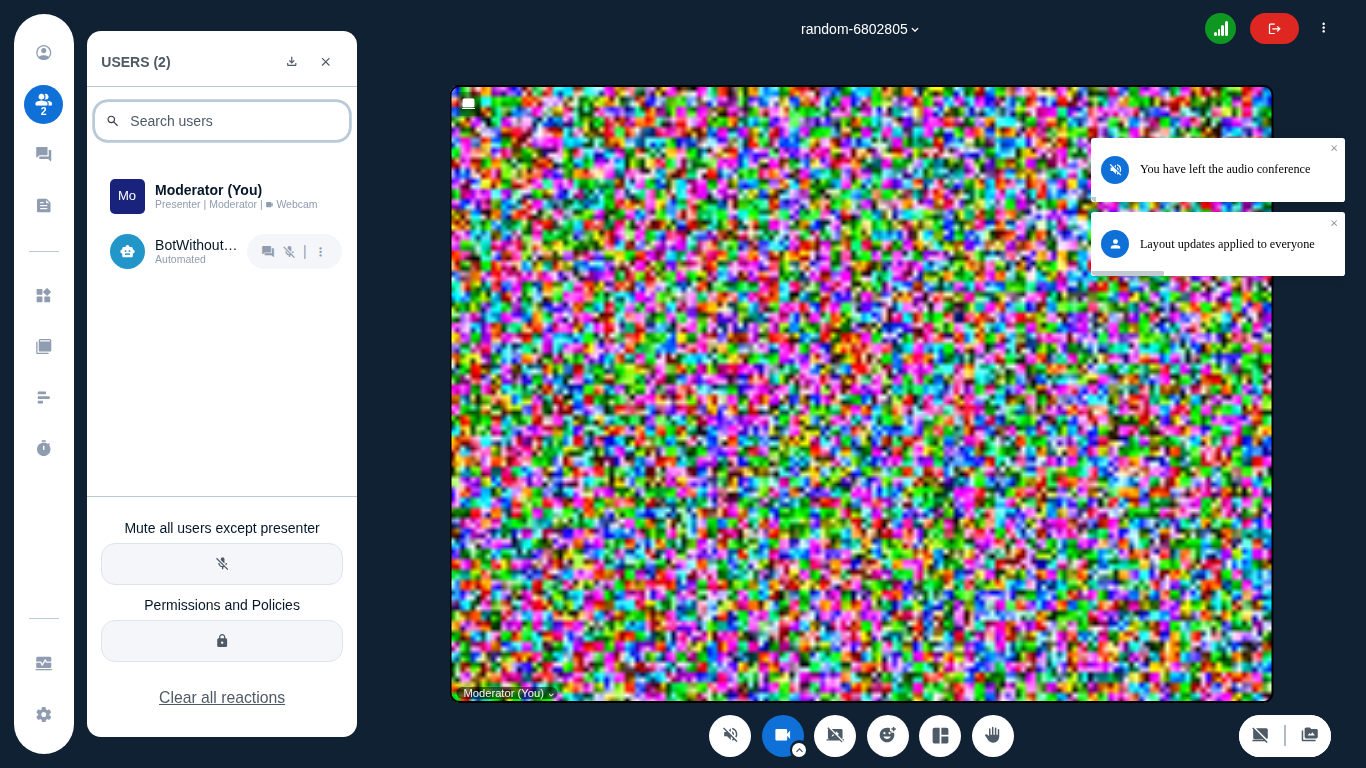 random-6802805
2
USERS (2)
Search users
Mo
Moderator (You)
Presenter | Moderator | Webcam
BotWithout…
Automated
Mute all users except presenter
Permissions and Policies
Clear all reactions
You have left the audio conference
Layout updates applied to everyone
Moderator (You)